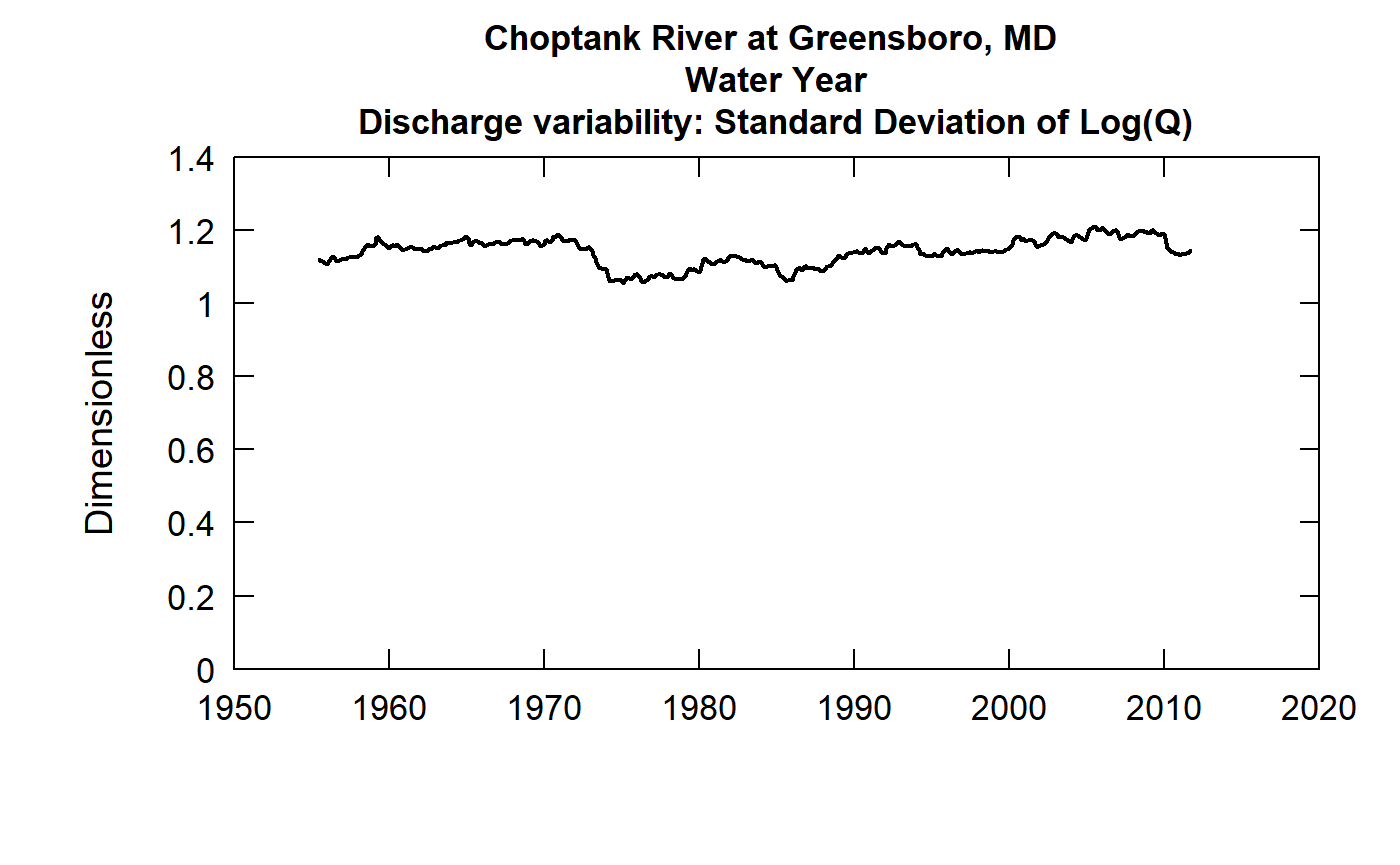 Choptank River at Greensboro, MD
Water Year
Discharge variability: Standard Deviation of Log(Q)
Dimensionless
1.4
1.2
1
0.8
0.6
0.4
0.2
0
1950 1960 1970 1980 1990 2000 2010 2020